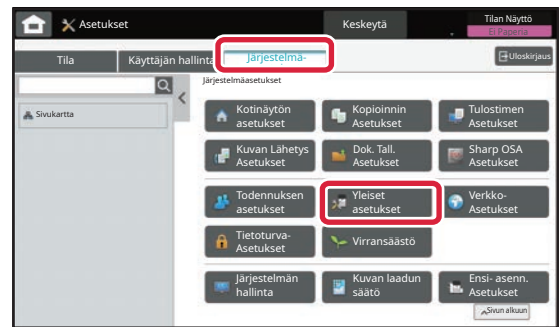 Asetukset
Keskeytä
Tilan Näyttö
Ei Paperia
Tila
Käyttäjän hallinta
Järjestelmä-
Uloskirjaus
Järjestelmäasetukset
Sivukartta
Kotinäytön
asetukset
Kopioinnin
Asetukset
Tulostimen
Asetukset
Kuvan Lähetys
Asetukset
Dok. Tall.
Asetukset
Sharp OSA
Asetukset
Todennuksen
asetukset
Yleiset
asetukset
Verkko-
Asetukset
Tietoturva-
Asetukset
Virransäästö
Järjestelmän
hallinta
Kuvan laadun
säätö
Ensi- asenn.
Asetukset
Sivun alkuun